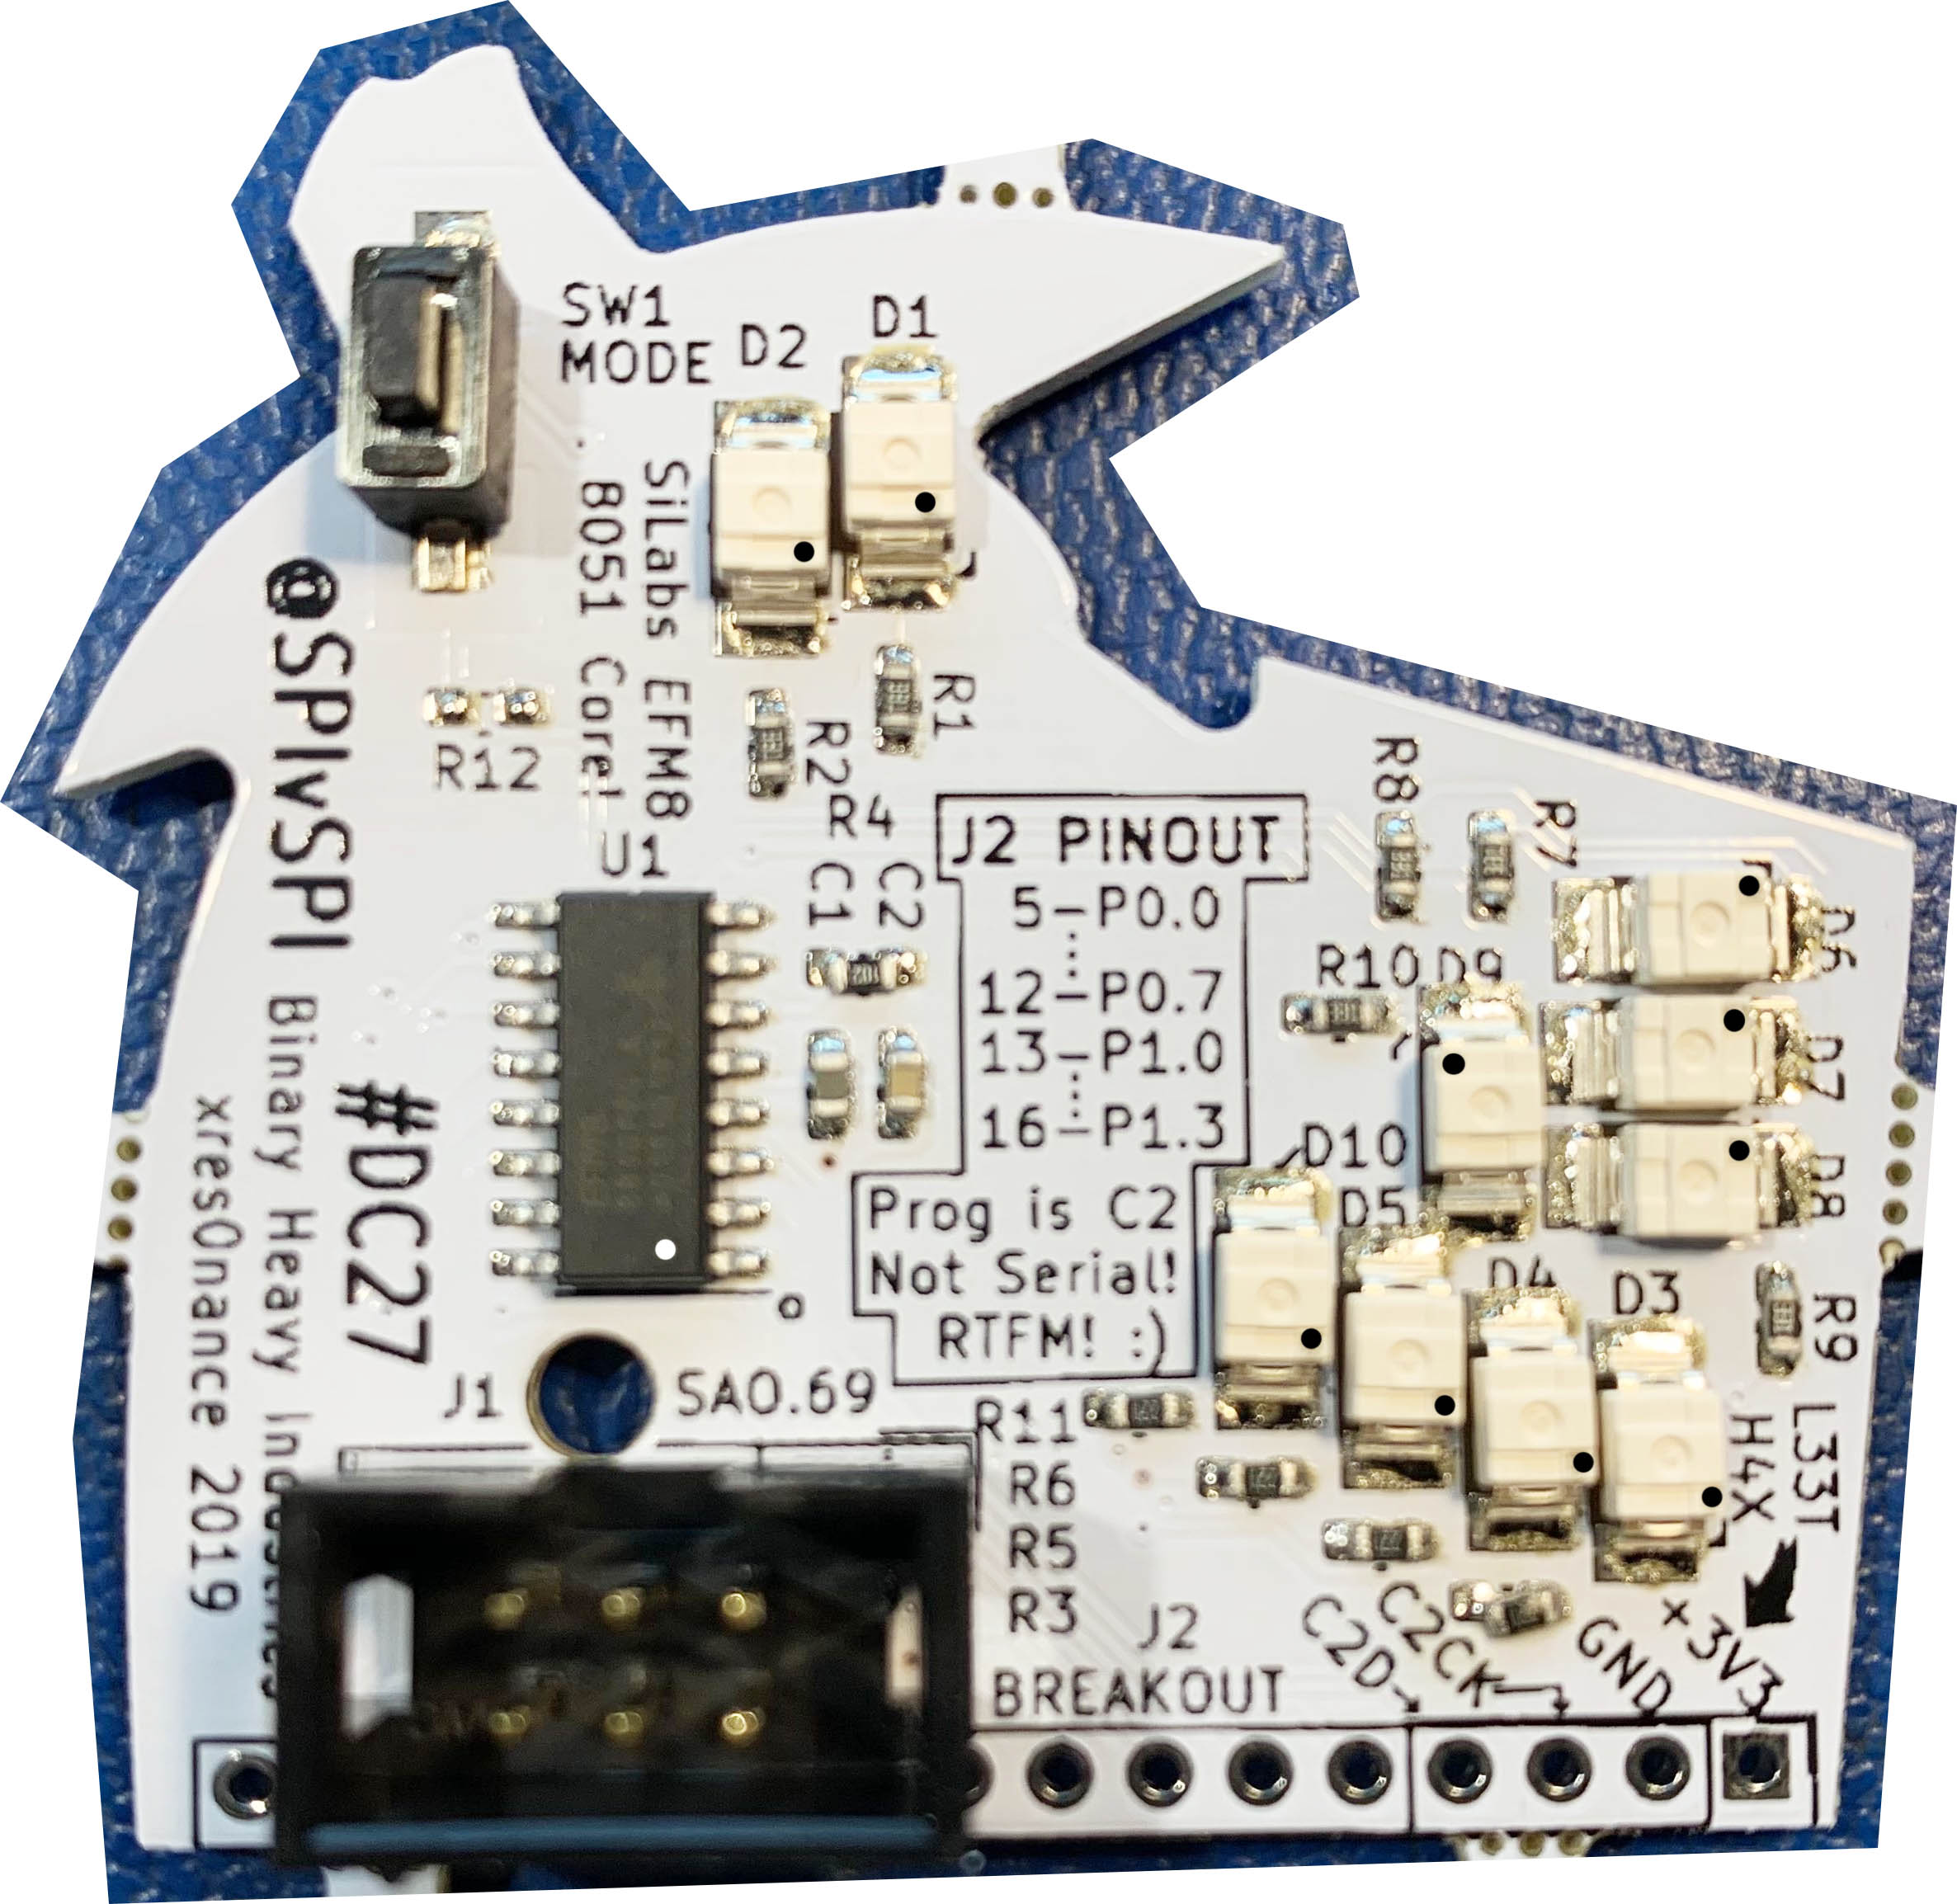 SW1
MODE
D2
D1
SiLabs EFM8
8051 Core!
@SPIvSPI
R12
R1
R2
R4
C1
C2
U1
J2 PINOUT
5-P0.0
12-P0.7
13-P1.0
16-P1.3
Prog is C2
Not Serial!
RTFM! :)
R8
R7
R10
D9
D6
D7
D8
D10
D5
D4
D3
R9
L33T
H4X
#DC27
Binary Heavy Industries
xres0nance 2019
J1
SAO.69
R11
R6
R5
R3
J2
BREAKOUT
C2D
C2CK
GND
+3V3